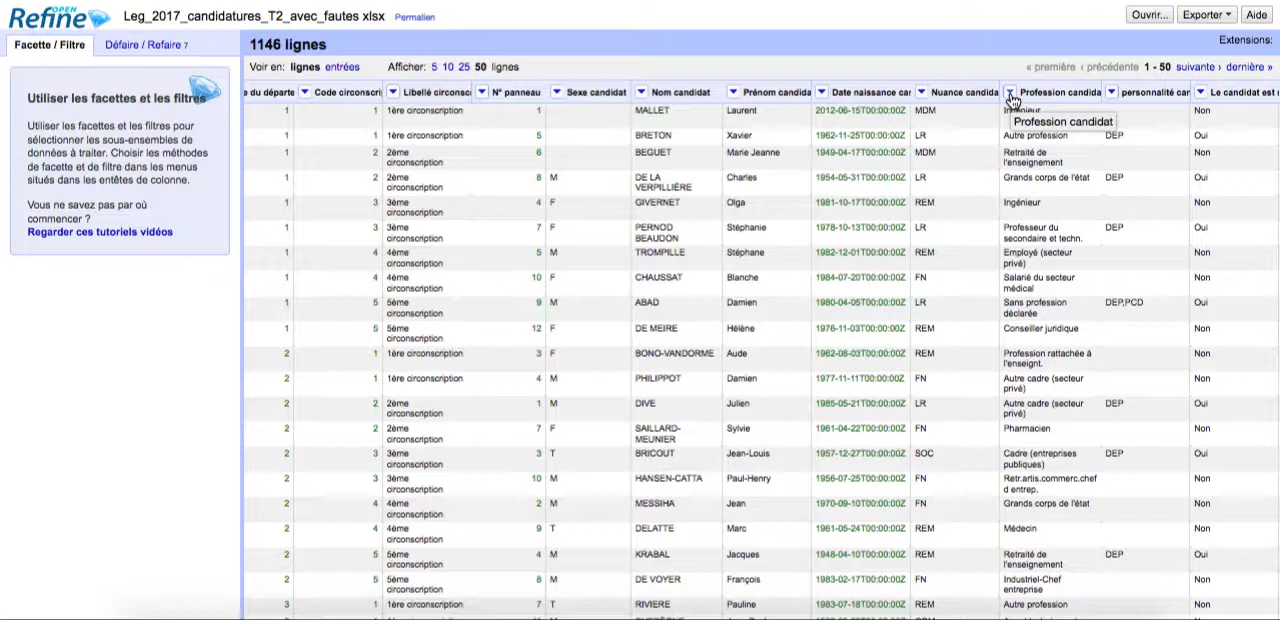 OPEN
Refine Leg_2017_candidatures_T2_avec_fautes xlsx Permalien Ouvrir... Exporter Aide
Facette / Filtre Défaire / Refaire 7
1146 lignes Extensions:
Voir en: lignes entrées Afficher: 5 10 25 50 lignes « première ‹ précédente 1 - 50 suivante › dernière »
Utiliser les facettes et les filtres
Utiliser les facettes et les filtres pour
sélectionner les sous-ensembles de
données à traiter. Choisir les méthodes
de facette et de filtre dans les menus
situés dans les entêtes de colonne.
Vous ne savez pas par où
commencer ?
Regarder ces tutoriels vidéos
e du départe Code circonscri Libellé circonsc N° panneau Sexe candidat Nom candidat Prénom candida Date naissance car Nuance candida Profession candida personnalité car Le candidat est s
1 1 1ère circonscription 1 MALLET Laurent 2012-06-15T00:00:00Z MDM Ingénieur Non
Profession candidat
1 1 1ère circonscription 5 BRETON Xavier 1962-11-25T00:00:00Z LR Autre profession DEP Oui
1 2 2ème circonscription 6 BEGUET Marie Jeanne 1949-04-17T00:00:00Z MDM Retraité de l'enseignement Non
1 2 2ème circonscription 8 M DE LA VERPILLIÈRE Charles 1954-05-31T00:00:00Z LR Grands corps de l'état DEP Oui
1 3 3ème circonscription 4 F GIVERNET Olga 1981-10-17T00:00:00Z REM Ingénieur Non
1 3 3ème circonscription 7 F PERNOD BEAUDON Stéphanie 1978-10-13T00:00:00Z LR Professeur du secondaire et techn. DEP Oui
1 4 4ème circonscription 5 M TROMPILLE Stéphane 1982-12-01T00:00:00Z REM Employé (secteur privé) Non
1 4 4ème circonscription 10 F CHAUSSAT Blanche 1984-07-20T00:00:00Z FN Salarié du secteur médical Non
1 5 5ème circonscription 9 M ABAD Damien 1980-04-05T00:00:00Z LR Sans profession déclarée DEP,PCD Oui
1 5 5ème circonscription 12 F DE MEIRE Hélène 1976-11-03T00:00:00Z REM Conseiller juridique Non
2 1 1ère circonscription 3 F BONO-VANDORME Aude 1962-08-03T00:00:00Z REM Profession rattachée à l'enseignt. Non
2 1 1ère circonscription 4 M PHILIPPOT Damien 1977-11-11T00:00:00Z FN Autre cadre (secteur privé) Non
2 2 2ème circonscription 1 M DIVE Julien 1985-05-21T00:00:00Z LR Autre cadre (secteur privé) DEP Oui
2 2 2ème circonscription 7 F SAILLARD-MEUNIER Sylvie 1961-04-22T00:00:00Z FN Pharmacien Non
2 3 3ème circonscription 3 T BRICOUT Jean-Louis 1957-12-27T00:00:00Z SOC Cadre (entreprises publiques) DEP Oui
2 3 3ème circonscription 10 M HANSEN-CATTA Paul-Henry 1956-07-25T00:00:00Z FN Retr.artis.commerc.chef d entrep. Non
2 4 4ème circonscription 2 M MESSIHA Jean 1970-09-10T00:00:00Z FN Grands corps de l'état Non
2 4 4ème circonscription 9 T DELATTE Marc 1961-05-24T00:00:00Z REM Médecin Non
2 5 5ème circonscription 4 M KRABAL Jacques 1948-04-10T00:00:00Z REM Retraité de l'enseignement DEP Oui
2 5 5ème circonscription 8 M DE VOYER François 1983-02-17T00:00:00Z FN Industriel-Chef entreprise Non
3 1 1ère circonscription 7 T RIVIERE Pauline 1983-07-18T00:00:00Z REM Autre profession Non